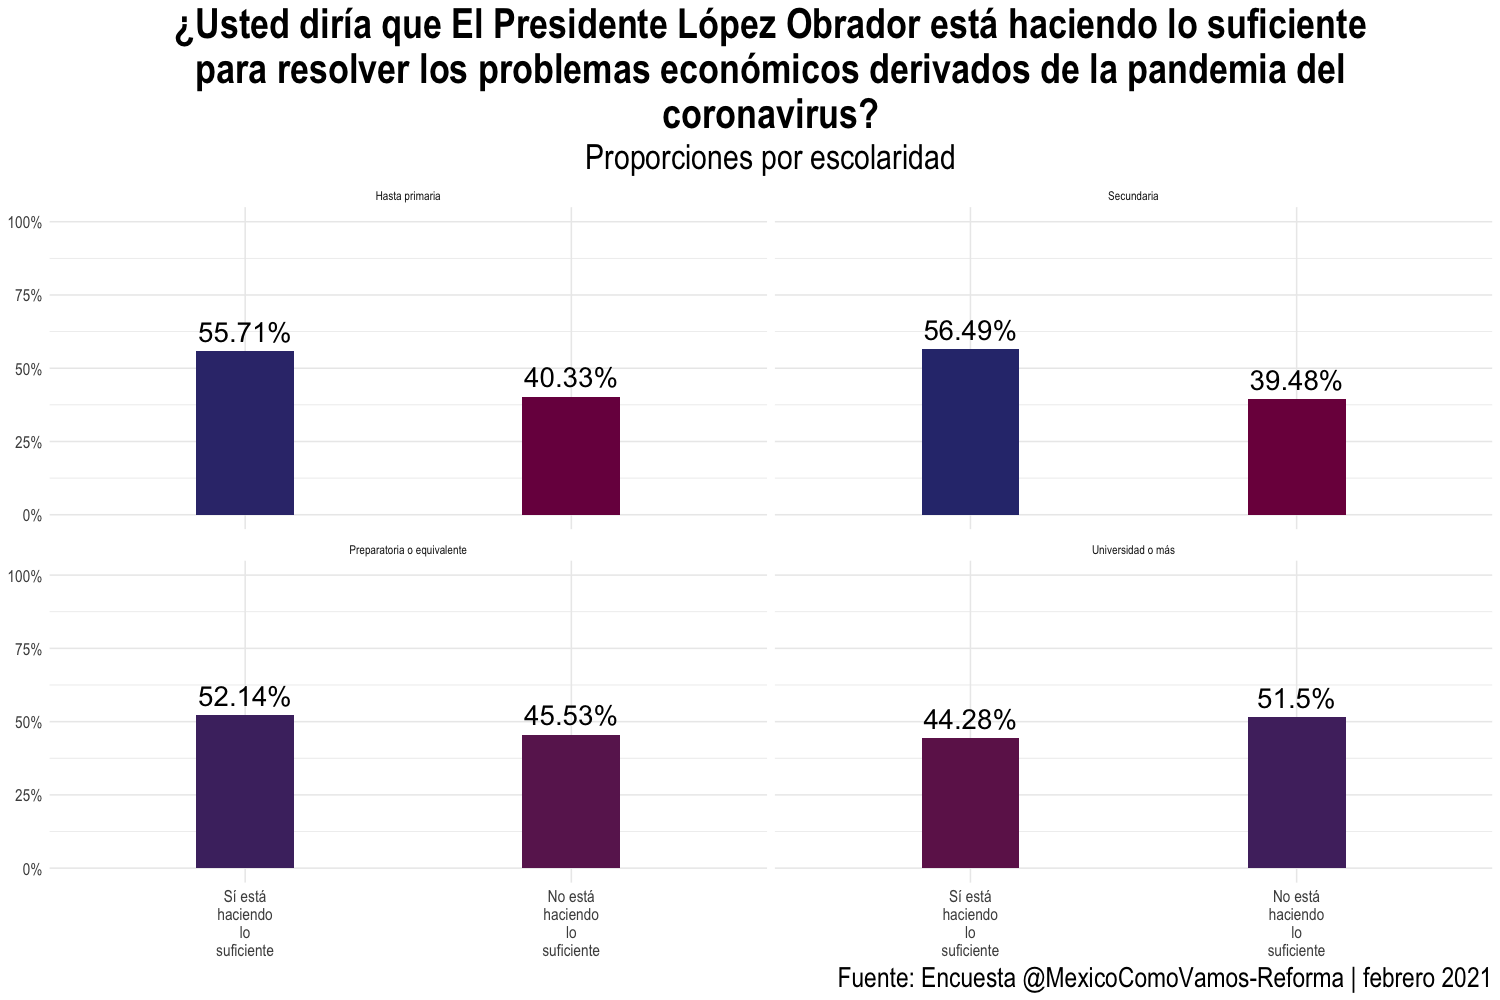 ¿Usted diría que El Presidente López Obrador está haciendo lo suficiente
para resolver los problemas económicos derivados de la pandemia del
coronavirus?
Proporciones por escolaridad
Hasta primaria
Secundaria
100%
75%
50%
25%
0%
55.71%
40.33%
56.49%
39.48%
Preparatoria o equivalente
Universidad o más
100%
75%
50%
25%
0%
52.14%
45.53%
44.28%
51.5%
Sí está
haciendo
lo
suficiente
No está
haciendo
lo
suficiente
Sí está
haciendo
lo
suficiente
No está
haciendo
lo
suficiente
Fuente: Encuesta @MexicoComoVamos-Reforma | febrero 2021